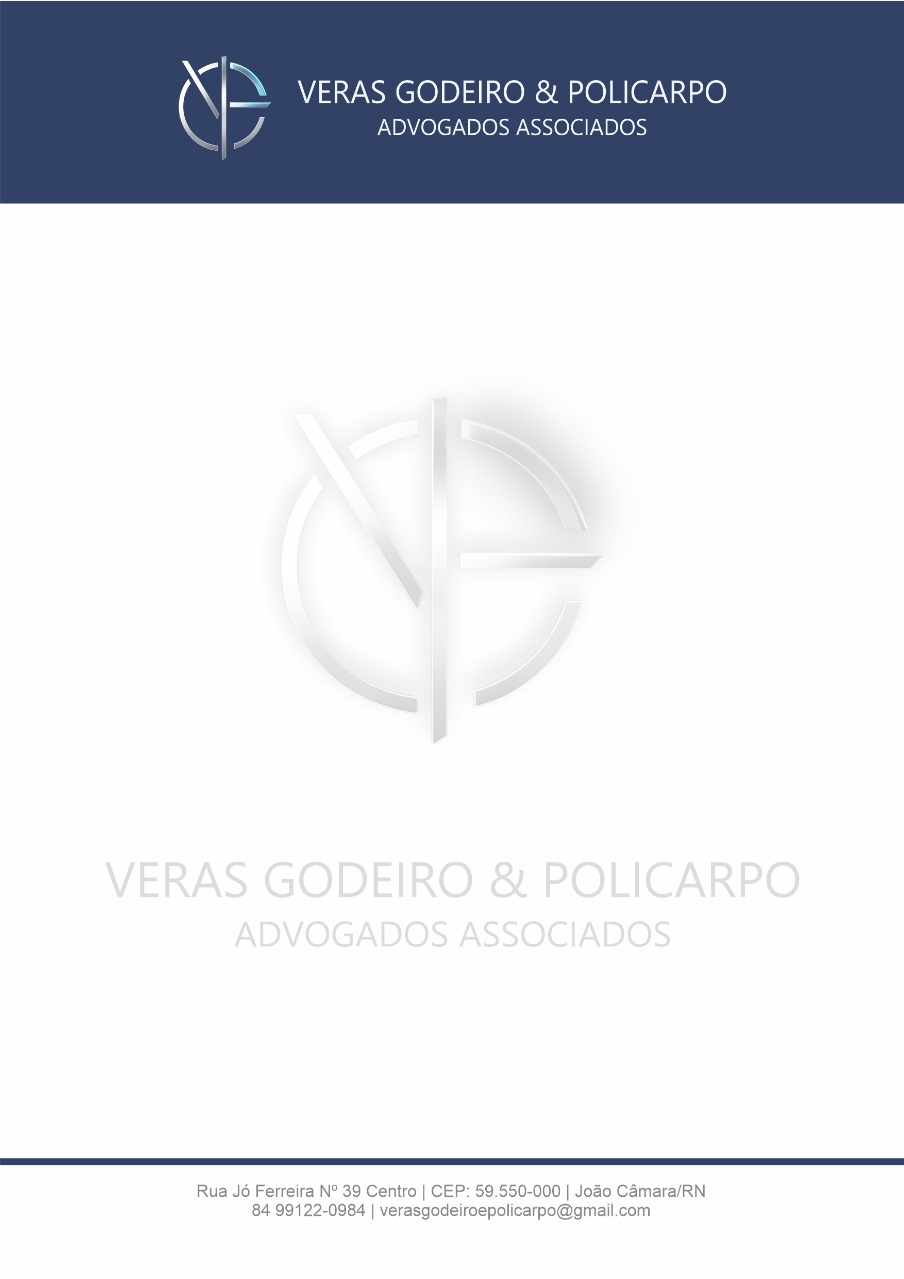 VERAS GODEIRO & POLICARPO
ADVOGADOS ASSOCIADOS
VERAS GODEIRO & POLICARPO
ADVOGADOS ASSOCIADOS
Rua Jó Ferreira Nº 39 Centro | CEP: 59.550-000 | João Câmara/RN
84 99122-0984 | verasgodeiroepolicarpo@gmail.com